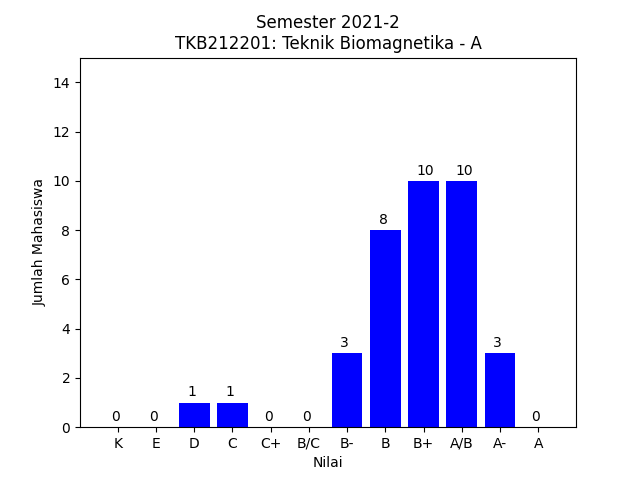 Semester 2021-2
TKB212201: Teknik Biomagnetika - A
14
12
10
8
6
4
2
0
Jumlah Mahasiswa
0 0 1 1 0 0 3 8 10 10 3 0
K E D C C+ B/C B- B B+ A/B A- A
Nilai